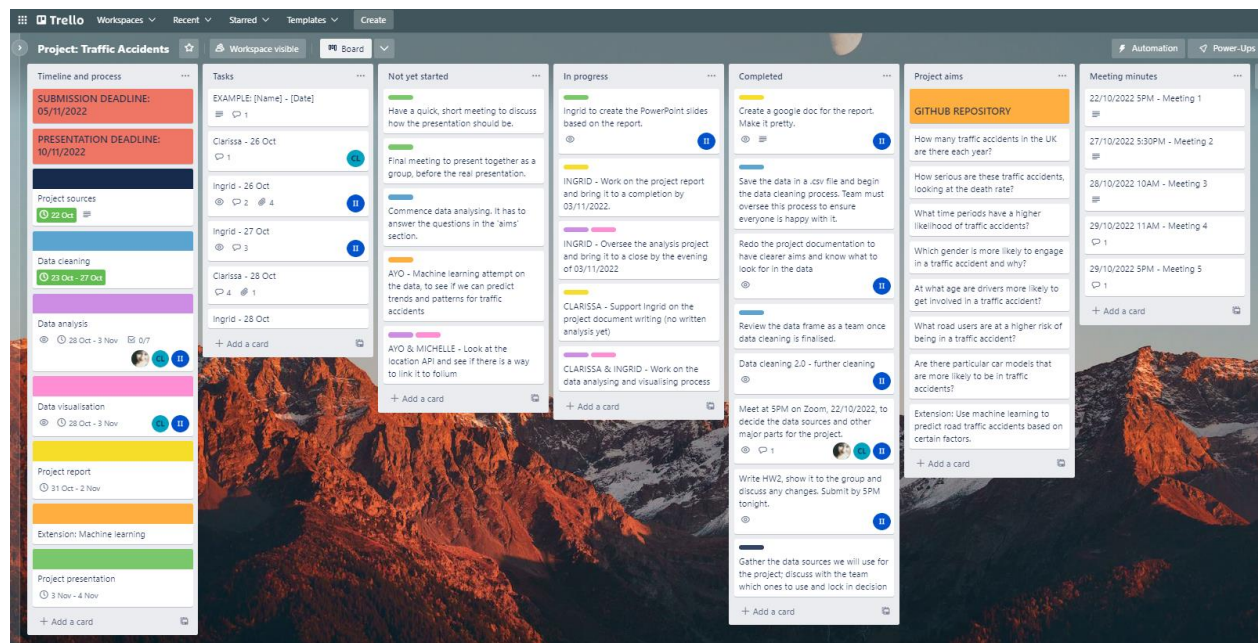 Trello Workspaces Recent Starred Templates Create
Project: Traffic Accidents Workspace visible Board Automation Power-Ups
Timeline and process
SUBMISSION DEADLINE:
05/11/2022
PRESENTATION DEADLINE:
10/11/2022
Project sources
22 Oct
Data cleaning
23 Oct - 27 Oct
Data analysis
28 Oct - 3 Nov 0/7
CL II
Data visualisation
28 Oct - 3 Nov CL II
Project report
31 Oct - 2 Nov
Extension: Machine learning
Project presentation
3 Nov - 4 Nov
+ Add a card
Tasks
EXAMPLE: [Name] - [Date]
1
Clarissa - 26 Oct
1 CL
Ingrid - 26 Oct
2 4 II
Ingrid - 27 Oct
3 II
Clarissa - 28 Oct
4 1
Ingrid - 28 Oct
+ Add a card
Not yet started
Have a quick, short meeting to discuss
how the presentation should be.
Final meeting to present together as a
group, before the real presentation.
Commence data analysing. It has to
answer the questions in the 'aims'
section.
AYO - Machine learning attempt on
the data, to see if we can predict
trends and patterns for traffic
accidents
AYO & MICHELLE - Look at the
location API and see if there is a way
to link it to folium
+ Add a card
In progress
Ingrid to create the PowerPoint slides
based on the report.
II
INGRID - Work on the project report
and bring it to a completion by
03/11/2022.
INGRID - Oversee the analysis project
and bring it to a close by the evening
of 03/11/2022
CLARISSA - Support Ingrid on the
project document writing (no written
analysis yet)
CLARISSA & INGRID - Work on the
data analysing and visualising process
+ Add a card
Completed
Create a google doc for the report.
Make it pretty.
II
Save the data in a .csv file and begin
the data cleaning process. Team must
oversee this process to ensure
everyone is happy with it.
Redo the project documentation to
have clearer aims and know what to
look for in the data
II
Review the data frame as a team once
data cleaning is finalised.
Data cleaning 2.0 - further cleaning
II
Meet at 5PM on Zoom, 22/10/2022, to
decide the data sources and other
major parts for the project.
1 CL II
Write HW2, show it to the group and
discuss any changes. Submit by 5PM
tonight.
II
Gather the data sources we will use for
the project; discuss with the team
which ones to use and lock in decision
+ Add a card
Project aims
GITHUB REPOSITORY
How many traffic accidents in the UK
are there each year?
How serious are these traffic accidents,
looking at the death rate?
What time periods have a higher
likelihood of traffic accidents?
Which gender is more likely to engage
in a traffic accident and why?
At what age are drivers more likely to
get involved in a traffic accident?
What road users are at a higher risk of
being in a traffic accident?
Are there particular car models that
are more likely to be in traffic
accidents?
Extension: Use machine learning to
predict road traffic accidents based on
certain factors.
+ Add a card
Meeting minutes
22/10/2022 5PM - Meeting 1
27/10/2022 5:30PM - Meeting 2
28/10/2022 10AM - Meeting 3
29/10/2022 11AM - Meeting 4
1
29/10/2022 5PM - Meeting 5
1
+ Add a card